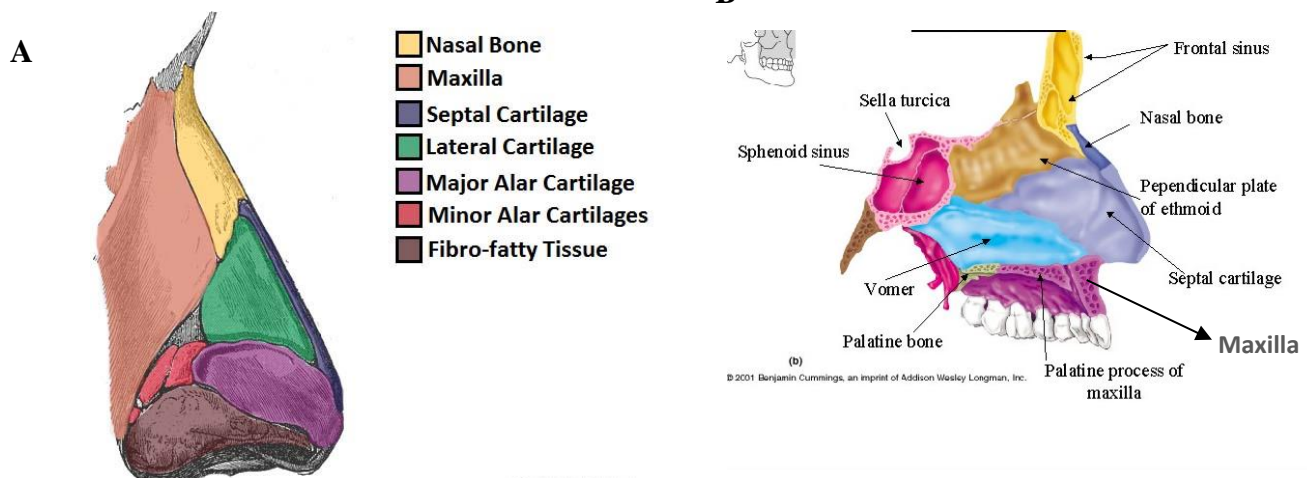 A
Nasal Bone
Maxilla
Septal Cartilage
Lateral Cartilage
Major Alar Cartilage
Minor Alar Cartilages
Fibro-fatty Tissue
Frontal sinus
Sella turcica
Nasal bone
Sphenoid sinus
Pependicular plate
of ethmoid
Septal cartilage
Vomer
Palatine bone
Maxilla
(b)
Palatine process of
maxilla
© 2001 Benjamin Cummings, an imprint of Addison Wesley Longman, Inc.